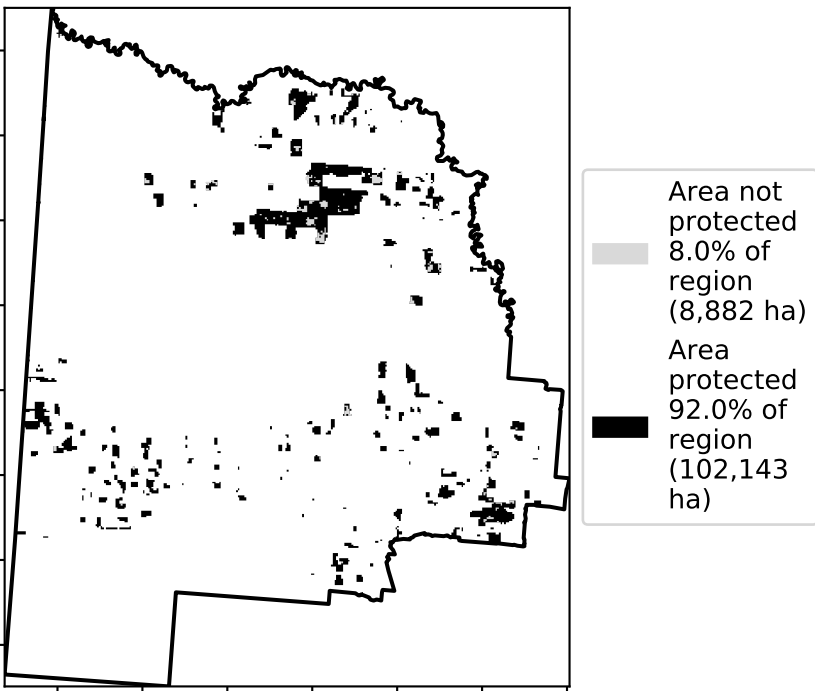 Area not
protected
8.0% of
region
(8,882 ha)
Area
protected
92.0% of
region
(102,143
ha)